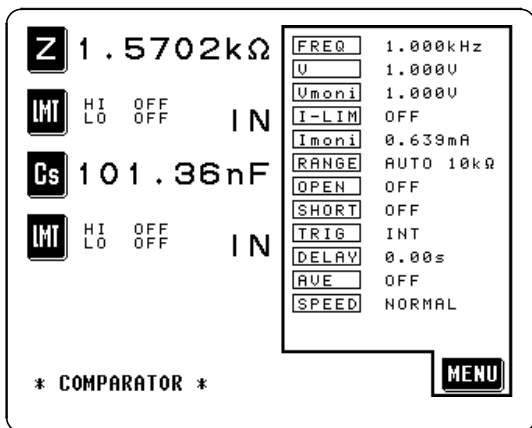 Z 1.5702kΩ
LMT HI OFF
LO OFF IN
Cs 101.36nF
LMT HI OFF
LO OFF IN
* COMPARATOR *
FREQ 1.000kHz
V 1.000V
Vmoni 1.000V
I-LIM OFF
Imoni 0.639mA
RANGE AUTO 10kΩ
OPEN OFF
SHORT OFF
TRIG INT
DELAY 0.00s
AVE OFF
SPEED NORMAL
MENU